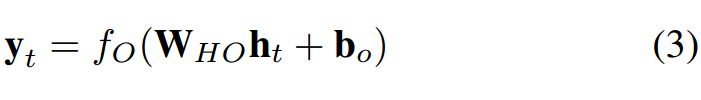 y_t = f_O(W_{HO}h_t + b_o) (3)